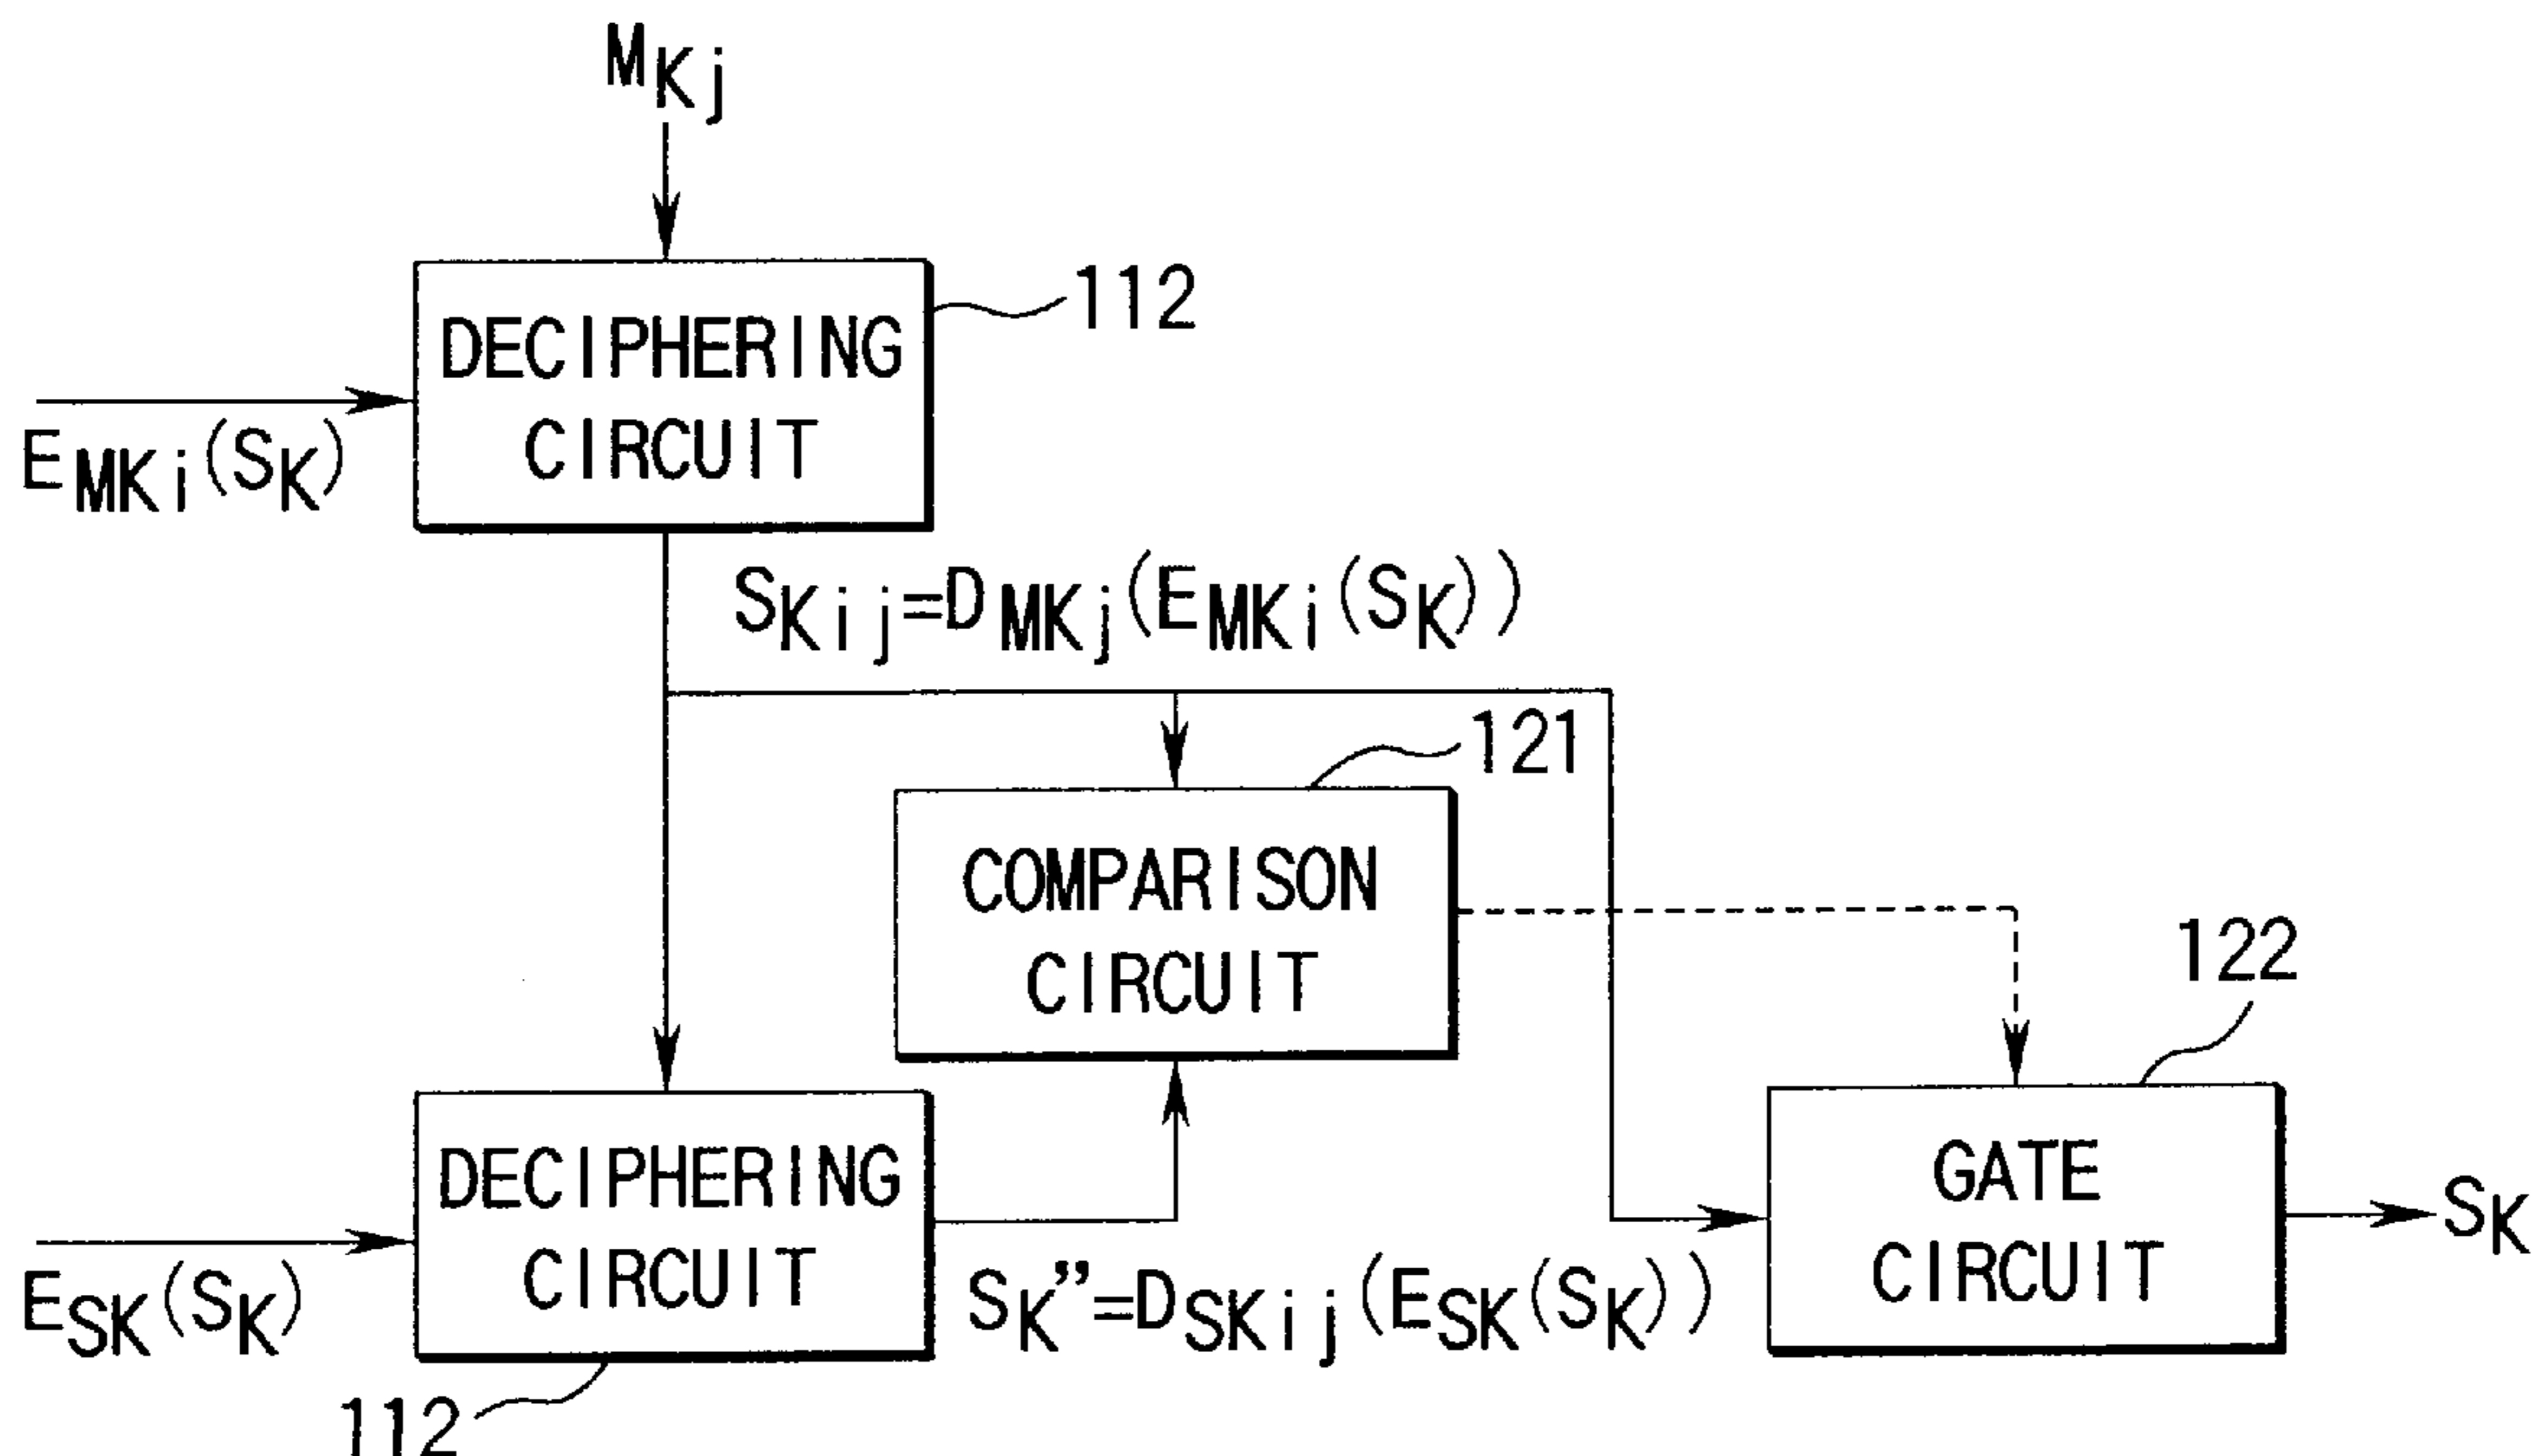 MKj
112
DECIPHERING
CIRCUIT
EMKi(SK)
SKij=DMKj(EMKi(SK))
121
COMPARISON
CIRCUIT
122
DECIPHERING
CIRCUIT
GATE
CIRCUIT
SK
ESK(SK)
SK”=DSKij(ESK(SK))
112